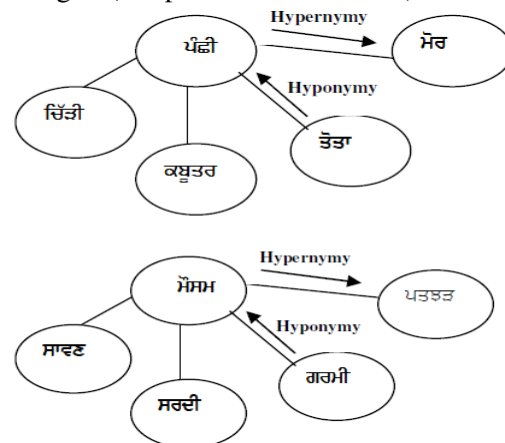 Hypernymy
ਪੰਛੀ
ਮੋਰ
Hyponymy
ਚਿੱੜੀ
ਤੋਤਾ
ਕਬੂਤਰ
Hypernymy
ਮੌਸਮ
ਪਤਝੜ
Hyponymy
ਸਾਵਣ
ਗਰਮੀ
ਸਰਦੀ